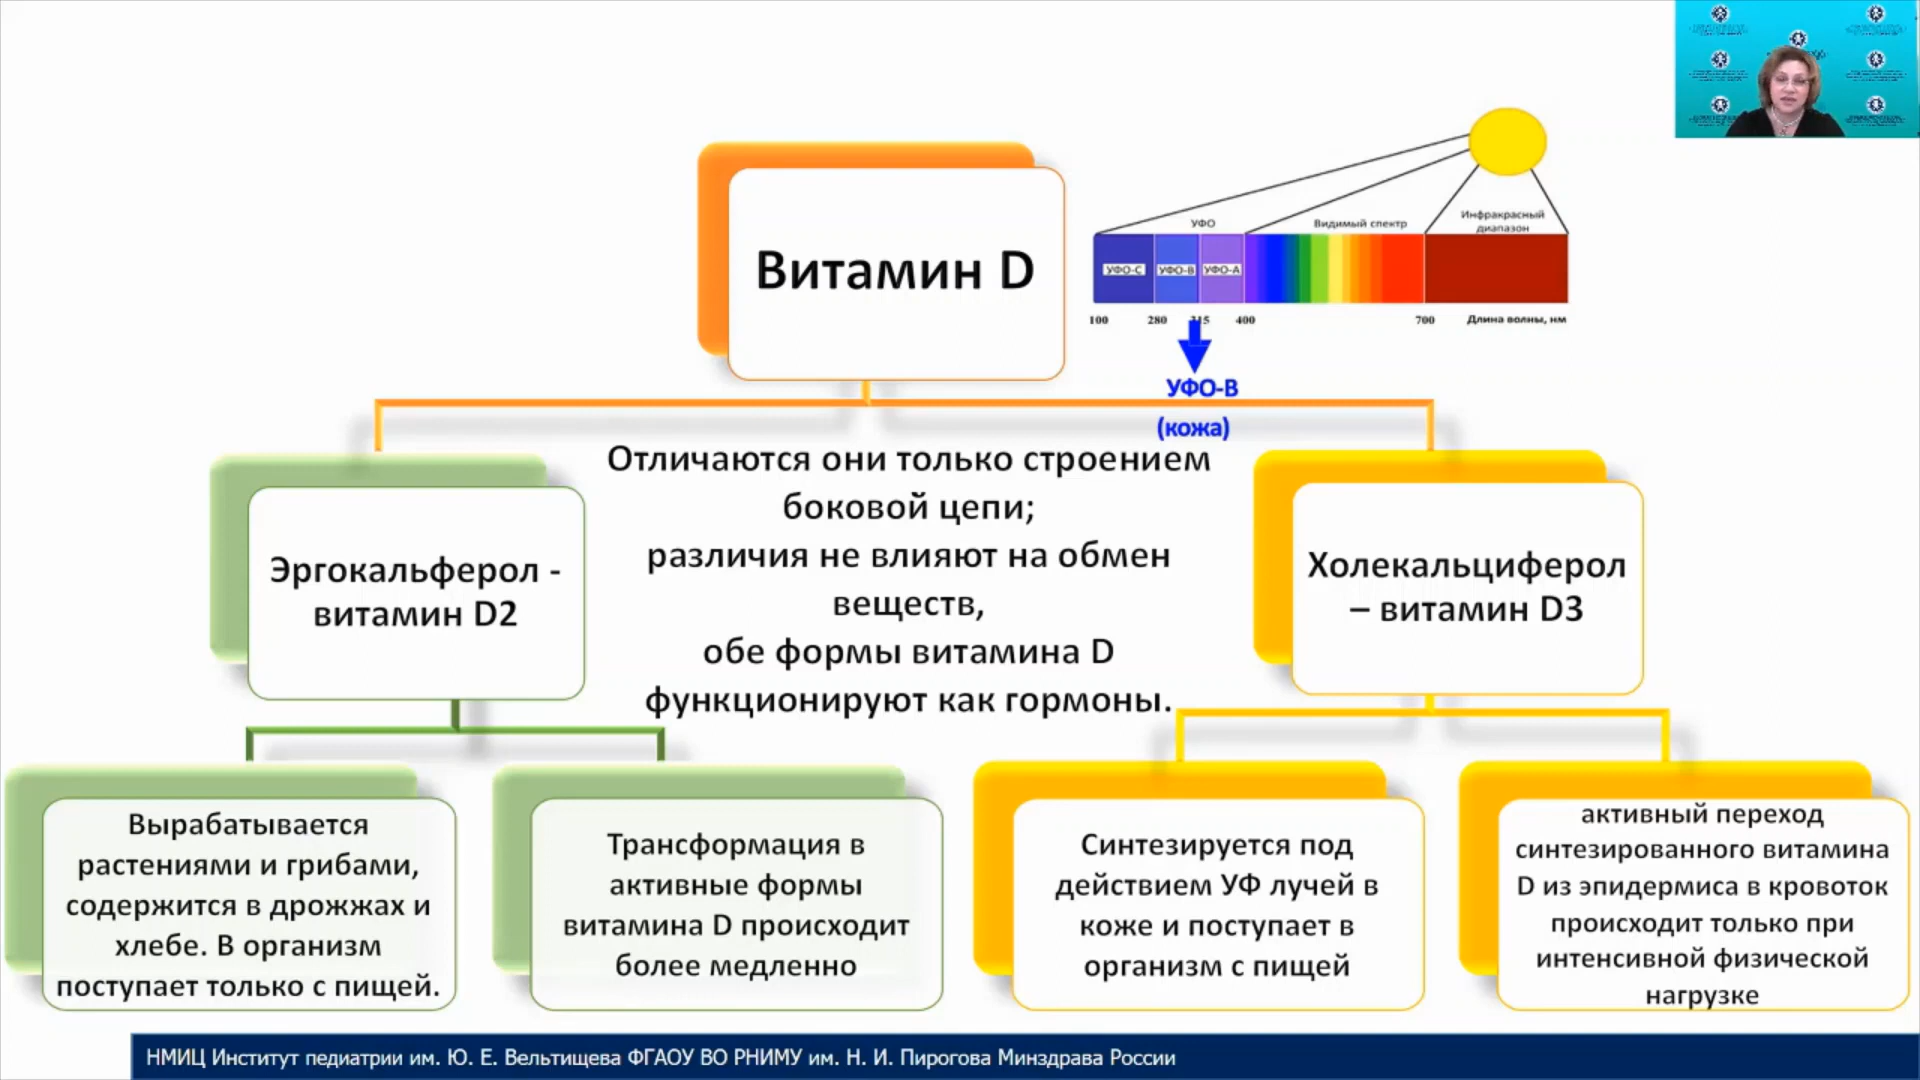 Витамин D
УФО
Видимый спектр
Инфракрасный
диапазон
УФО-С
УФО-В
УФО-А
100
280
315
400
700
Длина волны, нм
УФО-В
(кожа)
Отличаются они только строением
боковой цепи;
различия не влияют на обмен
веществ,
обе формы витамина D
функционируют как гормоны.
Эргокальферол -
витамин D2
Холекальциферол
– витамин D3
Вырабатывается
растениями и грибами,
содержится в дрожжах и
хлебе. В организм
поступает только с пищей.
Трансформация в
активные формы
витамина D происходит
более медленно
Синтезируется под
действием УФ лучей в
коже и поступает в
организм с пищей
активный переход
синтезированного витамина
D из эпидермиса в кровоток
происходит только при
интенсивной физической
нагрузке
НМИЦ Институт педиатрии им. Ю. Е. Вельтищева ФГАОУ ВО РНИМУ им. Н. И. Пирогова Минздрава России